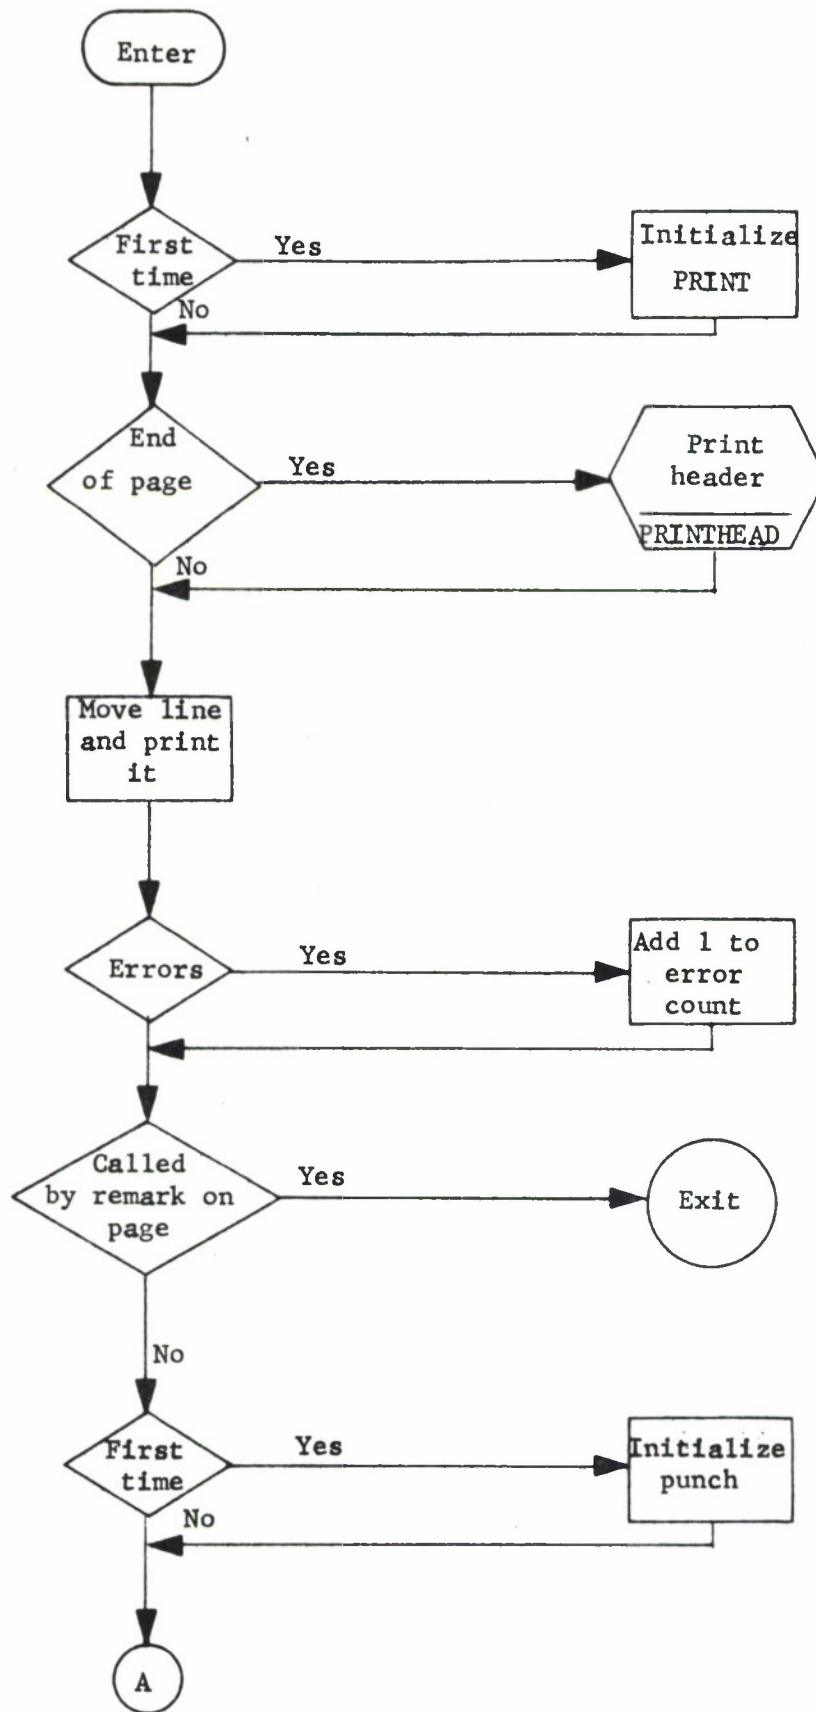 Enter
First
time
Yes
Initialize
PRINT
No
End
of page
Yes
Print
header
PRINTHEAD
No
Move line
and print
it
Errors
Yes
Add 1 to
error
count
Called
by remark on
page
Yes
Exit
No
First
time
Yes
Initialize
punch
No
A